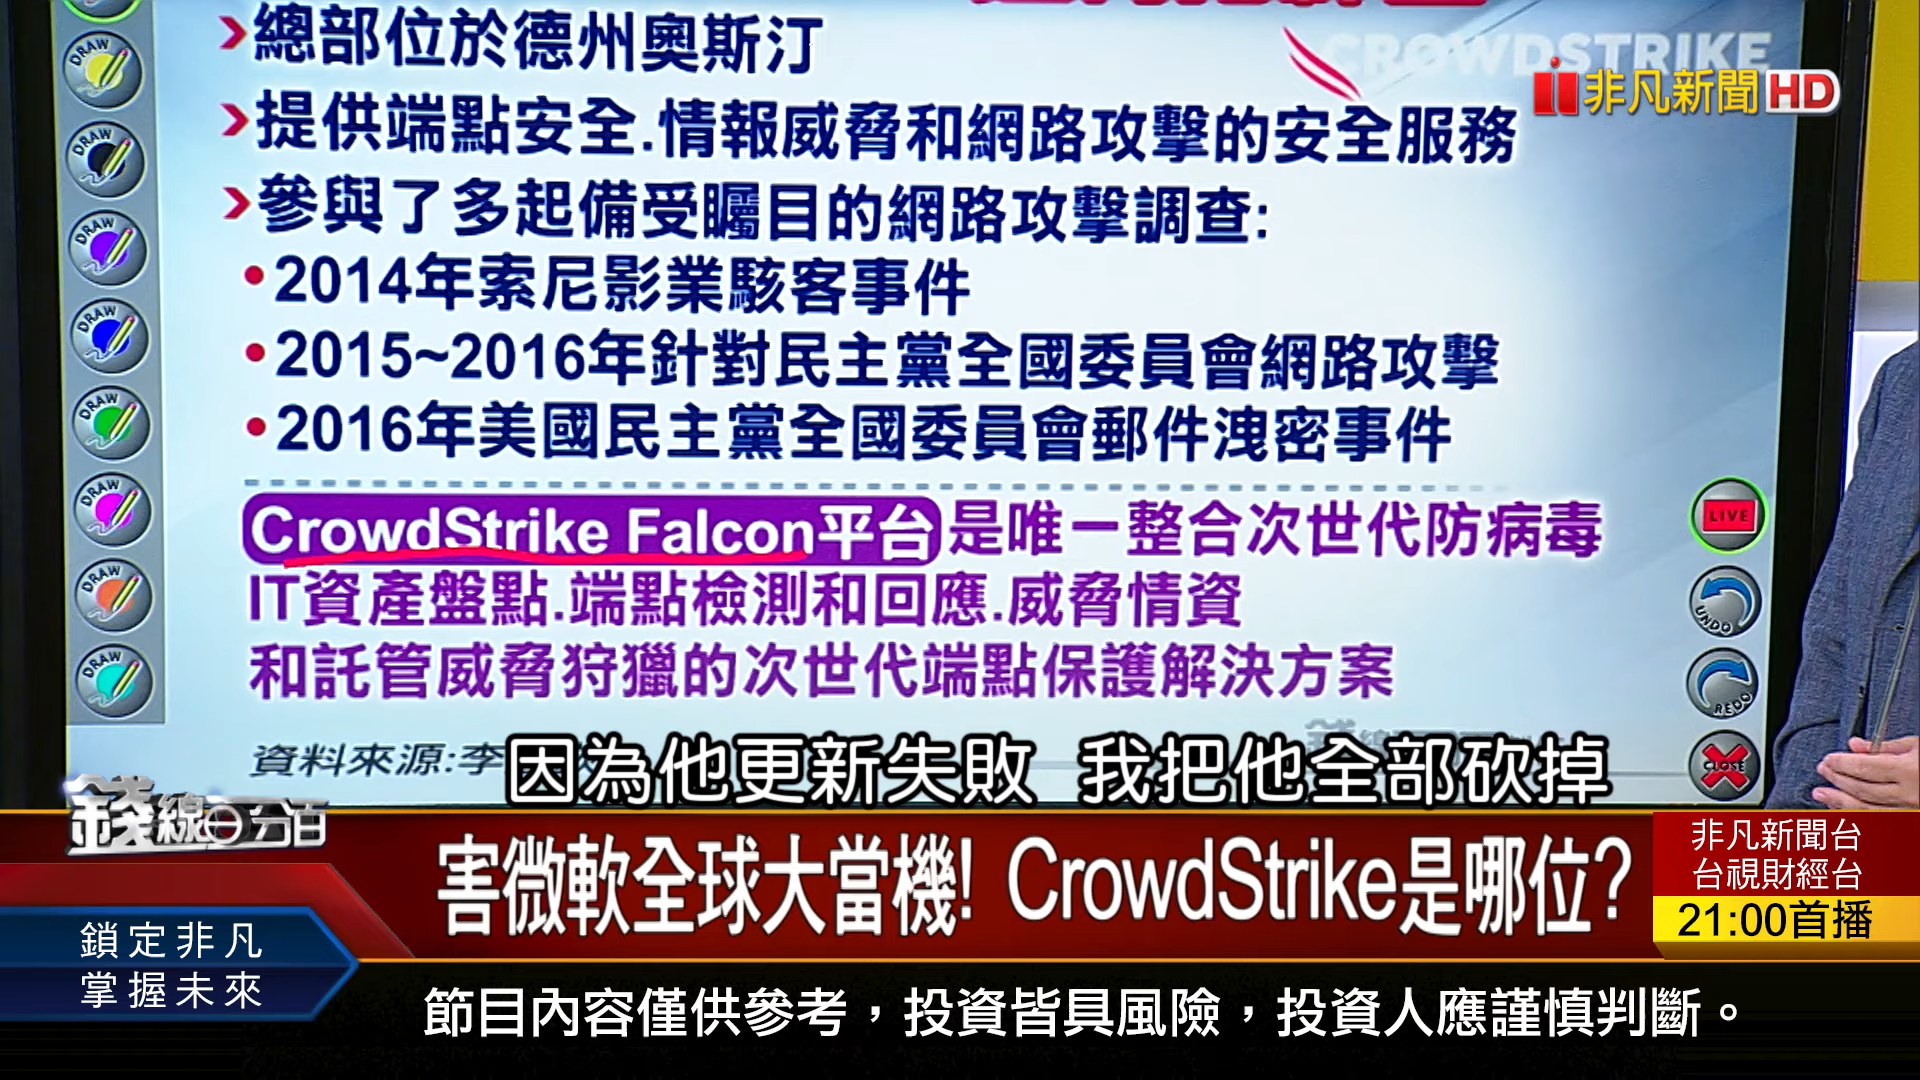 總部位於德州奧斯汀
CROWDSTRIKE
非凡新聞HD
提供端點安全.情報威脅和網路攻擊的安全服務
參與了多起備受矚目的網路攻擊調查:
2014年索尼影業駭客事件
2015~2016年針對民主黨全國委員會網路攻擊
2016年美國民主黨全國委員會郵件洩密事件
CrowdStrike Falcon平台是唯一整合次世代防病毒
IT資產盤點.端點檢測和回應.威脅情資
和託管威脅狩獵的次世代端點保護解決方案
DRAW
DRAW
DRAW
DRAW
DRAW
DRAW
DRAW
DRAW
LIVE
UNDO
REDO
CLOSE
資料來源:李
因為他更新失敗 我把他全部砍掉
錢線百分百
害微軟全球大當機! CrowdStrike是哪位?
非凡新聞台
台視財經台
21:00首播
鎖定非凡
掌握未來
節目內容僅供參考，投資皆具風險，投資人應謹慎判斷。